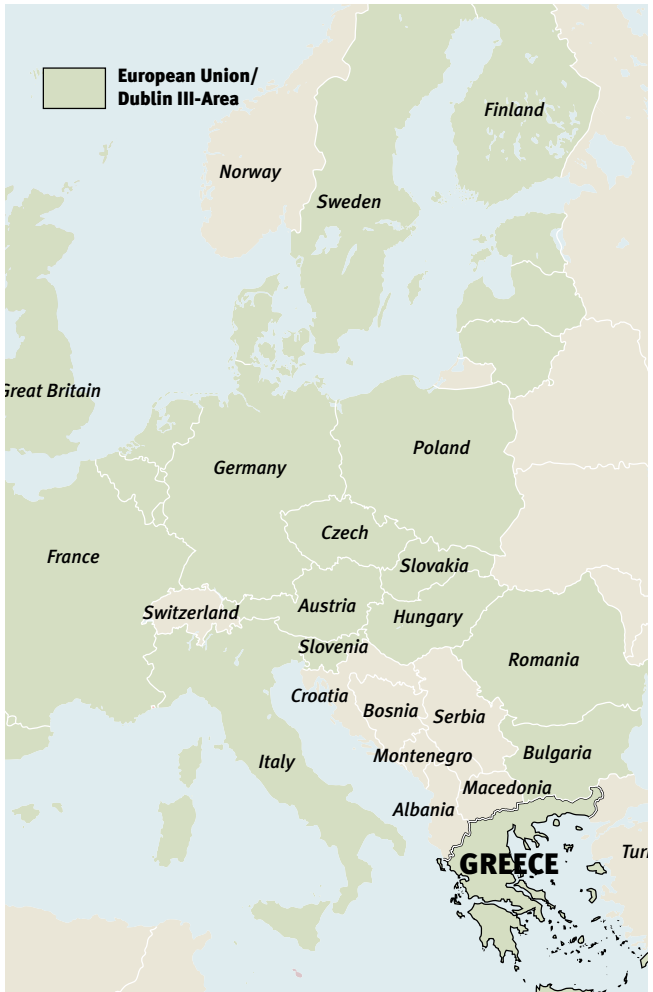 European Union/
Dublin III-Area
Finland
Norway
Sweden
Great Britain
Poland
Germany
Czech
France
Slovakia
Switzerland
Austria
Hungary
Slovenia
Romania
Croatia
Bosnia
Serbia
Italy
Montenegro
Bulgaria
Macedonia
Albania
GREECE
Tur